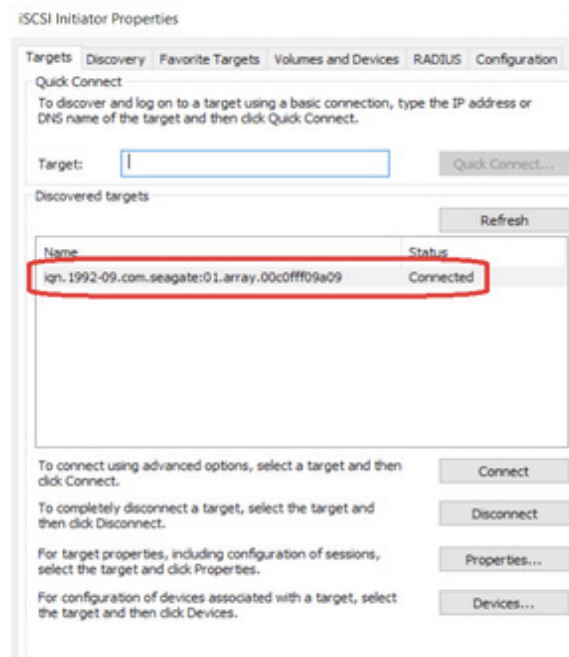 iSCSI Initiator Properties
Targets Discovery Favorite Targets Volumes and Devices RADIUS Configuration
Quick Connect
To discover and log on to a target using a basic connection, type the IP address or
DNS name of the target and then click Quick Connect.
Target:
Quick Connect...
Discovered targets
Refresh
Name Status
iqn.1992-09.com.seagate:01.array.00c0fff09a09 Connected
To connect using advanced options, select a target and then
click Connect.
Connect
To completely disconnect a target, select the target and
then click Disconnect.
Disconnect
For target properties, including configuration of sessions,
select the target and click Properties.
Properties...
For configuration of devices associated with a target, select
the target and then click Devices.
Devices...